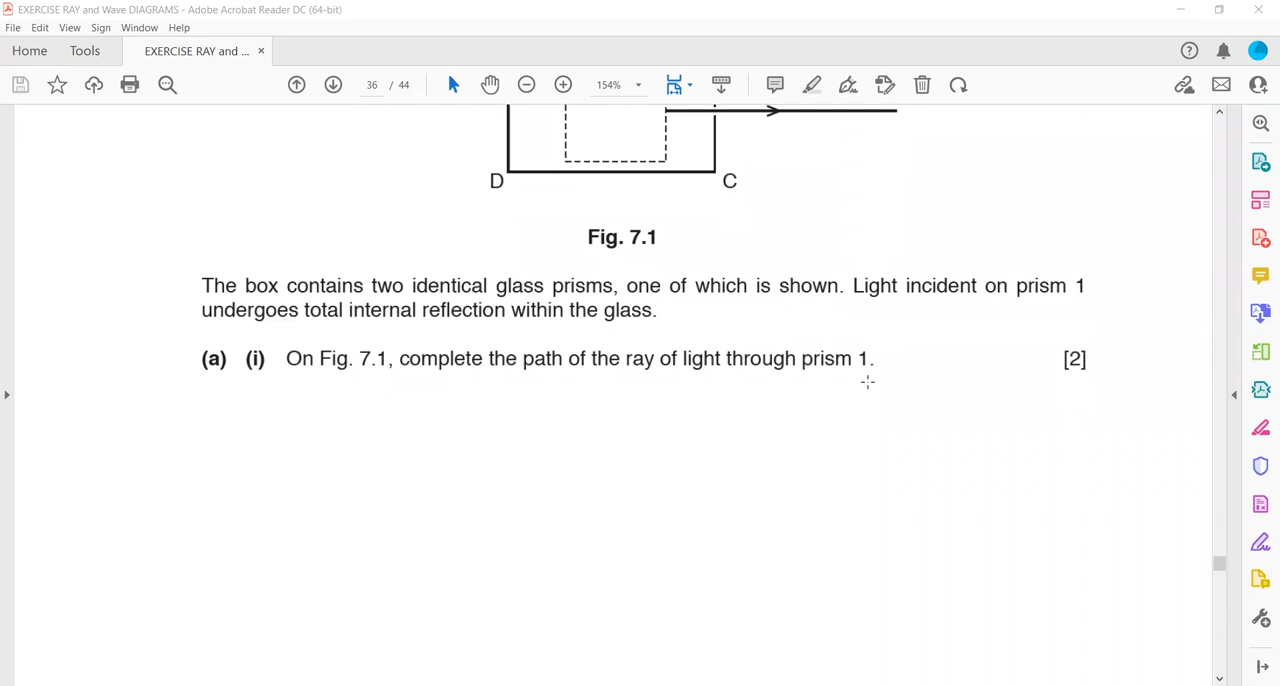 EXERCISE RAY and Wave DIAGRAMS - Adobe Acrobat Reader DC (64-bit)
File Edit View Sign Window Help
Home Tools EXERCISE RAY and ... ×
36 / 44 154%
D C
Fig. 7.1
The box contains two identical glass prisms, one of which is shown. Light incident on prism 1
undergoes total internal reflection within the glass.
(a) (i) On Fig. 7.1, complete the path of the ray of light through prism 1. [2]